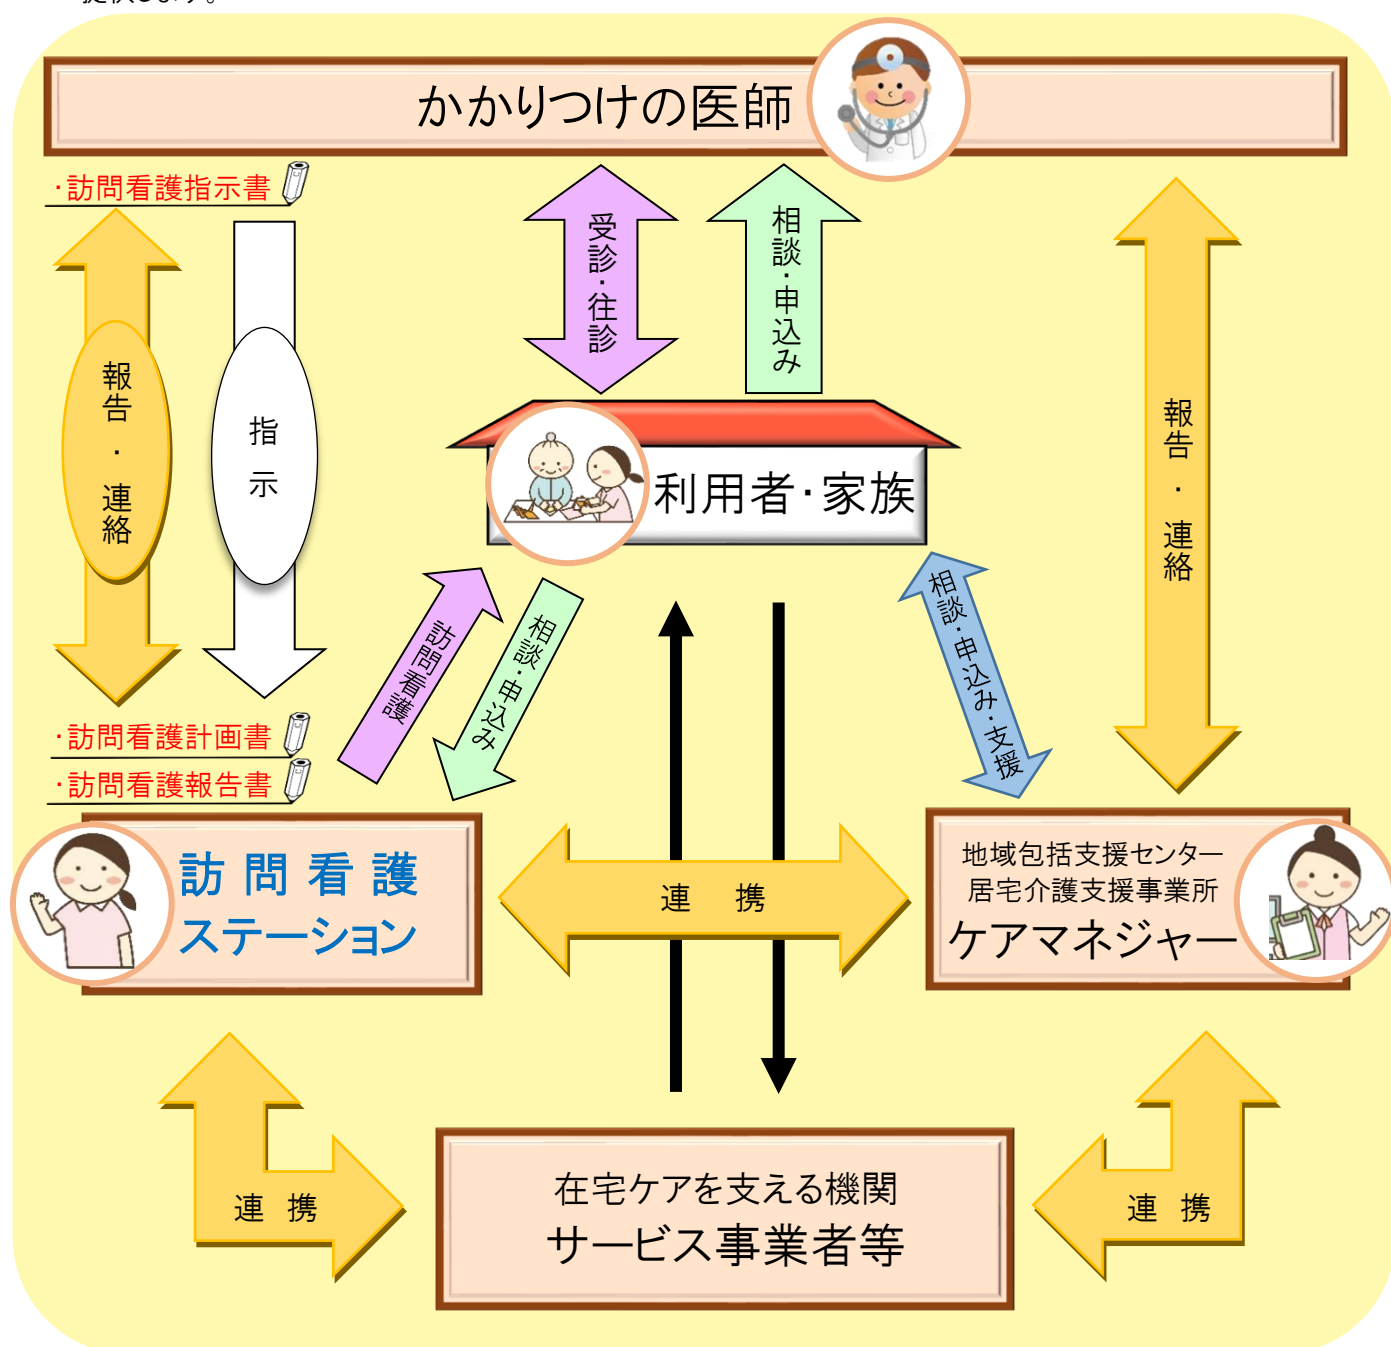 提供します。
かかりつけの医師
・訪問看護指示書
受診・往診
相談・申込み
報告・連絡
指示
報告・連絡
利用者・家族
訪問看護
相談・申込み
相談・申込み・支援
・訪問看護計画書
・訪問看護報告書
訪問看護
ステーション
連携
地域包括支援センター
居宅介護支援事業所
ケアマネジャー
連携
在宅ケアを支える機関
サービス事業者等
連携